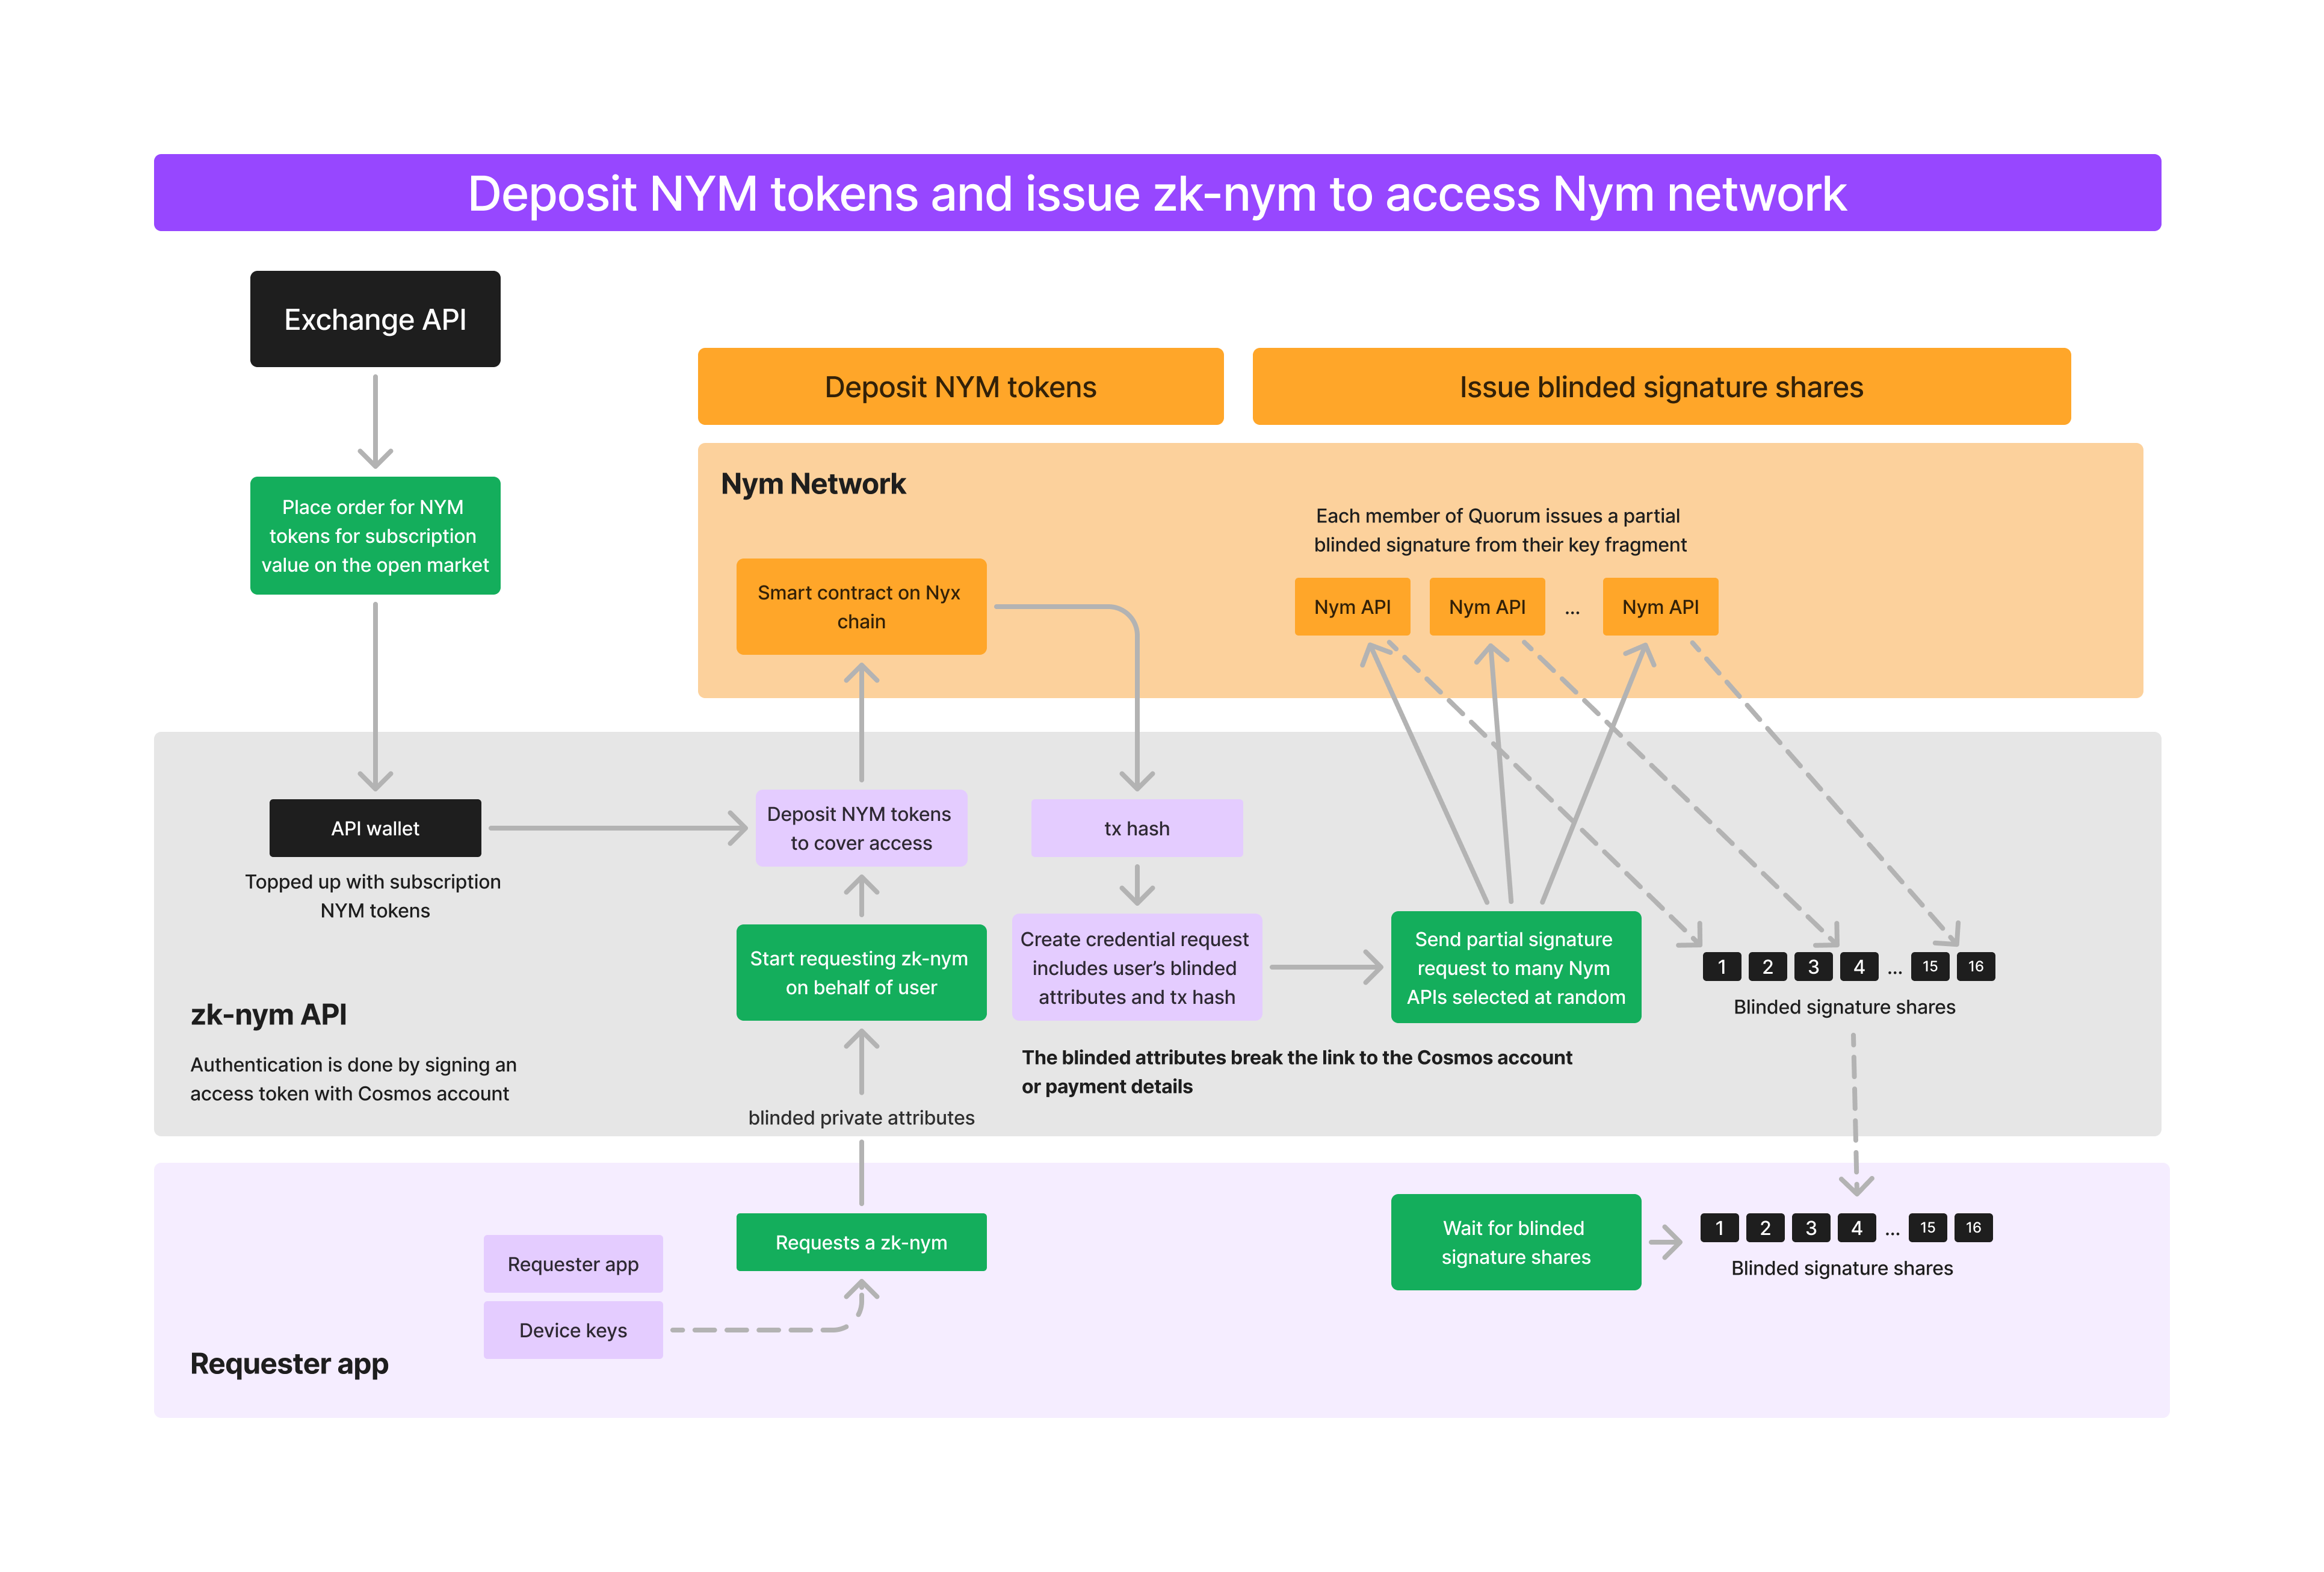 Deposit NYM tokens and issue zk-nym to access Nym network
Exchange API
Place order for NYM
tokens for subscription
value on the open market
Deposit NYM tokens
Issue blinded signature shares
Nym Network
Smart contract on Nyx
chain
Each member of Quorum issues a partial
blinded signature from their key fragment
Nym API
Nym API
...
Nym API
API wallet
Topped up with subscription
NYM tokens
Deposit NYM tokens
to cover access
tx hash
Start requesting zk-nym
on behalf of user
Create credential request
includes user’s blinded
attributes and tx hash
Send partial signature
request to many Nym
APIs selected at random
1 2 3 4 ... 15 16
Blinded signature shares
zk-nym API
Authentication is done by signing an
access token with Cosmos account
The blinded attributes break the link to the Cosmos account
or payment details
blinded private attributes
Requests a zk-nym
Requester app
Device keys
Wait for blinded
signature shares
1 2 3 4 ... 15 16
Blinded signature shares
Requester app